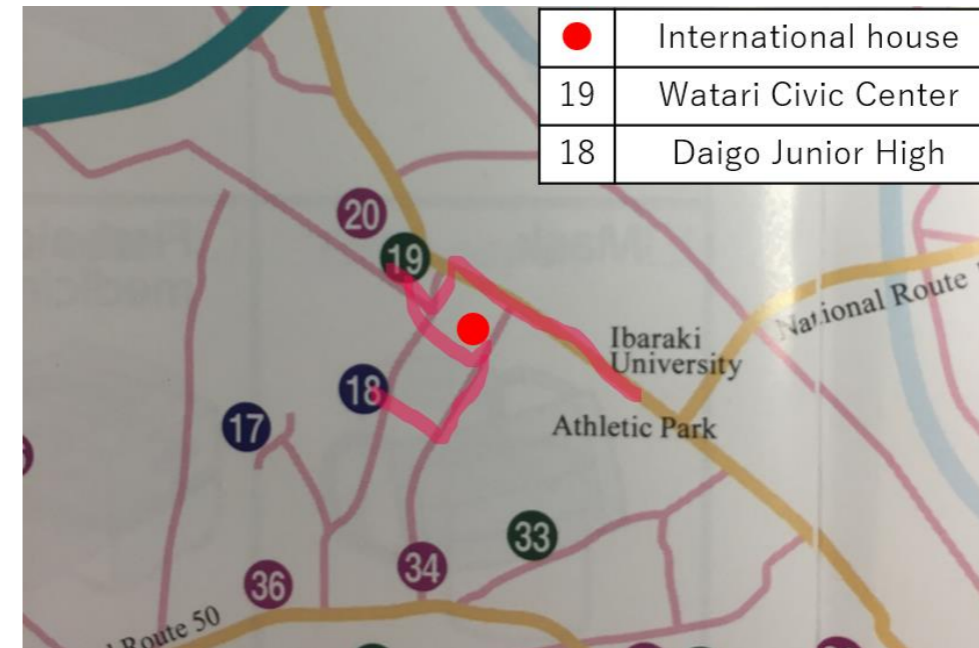 International house
19 Watari Civic Center
18 Daigo Junior High
20
19
National Route
Ibaraki
University
18
17
Athletic Park
33
34
36
Route 50